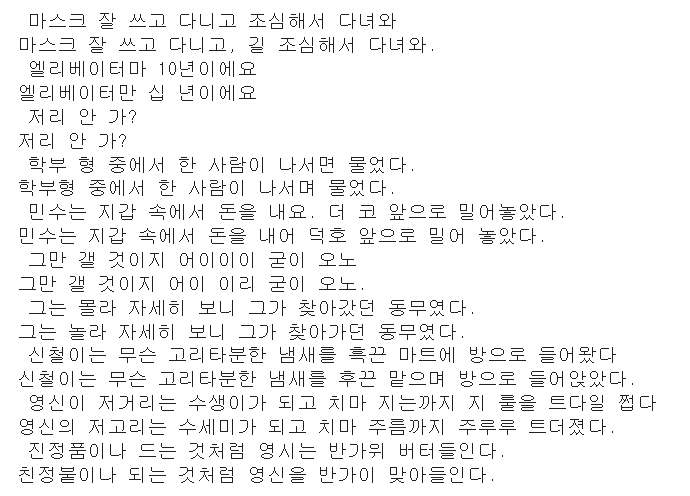 마스크 잘 쓰고 다니고 조심해서 다녀와
마스크 잘 쓰고 다니고, 길 조심해서 다녀와.
엘리베이터마 10년이에요
엘리베이터만 십 년이에요
저리 안 가?
저리 안 가?
학부 형 중에서 한 사람이 나서면 물었다.
학부형 중에서 한 사람이 나서며 물었다.
민수는 지갑 속에서 돈을 내요. 더 코 앞으로 밀어놓았다.
민수는 지갑 속에서 돈을 내어 덕호 앞으로 밀어 놓았다.
그만 갤 것이지 어이이이 굳이 오노
그만 갤 것이지 어이 이리 굳이 오노.
그는 몰라 자세히 보니 그가 찾아갔던 동무였다.
그는 놀라 자세히 보니 그가 찾아가던 동무였다.
신철이는 무슨 고리타분한 냄새를 흑끈 마트에 방으로 들어왔다
신철이는 무슨 고리타분한 냄새를 후끈 맡으며 방으로 들어앉았다.
영신이 저거리는 수생이가 되고 치마 지는까지 지 룰을 트다일 쩝다
영신의 저고리는 수세미가 되고 치마 주름까지 주루루 트더졌다.
진정품이나 드는 것처럼 영시는 반가위 버터들인다.
친정붙이나 되는 것처럼 영신을 반가이 맞아들인다.